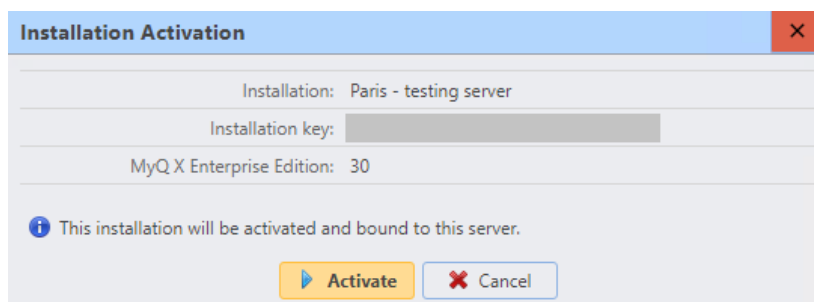 Installation Activation
Installation: Paris - testing server
Installation key:
MyQ X Enterprise Edition: 30
This installation will be activated and bound to this server.
Activate Cancel